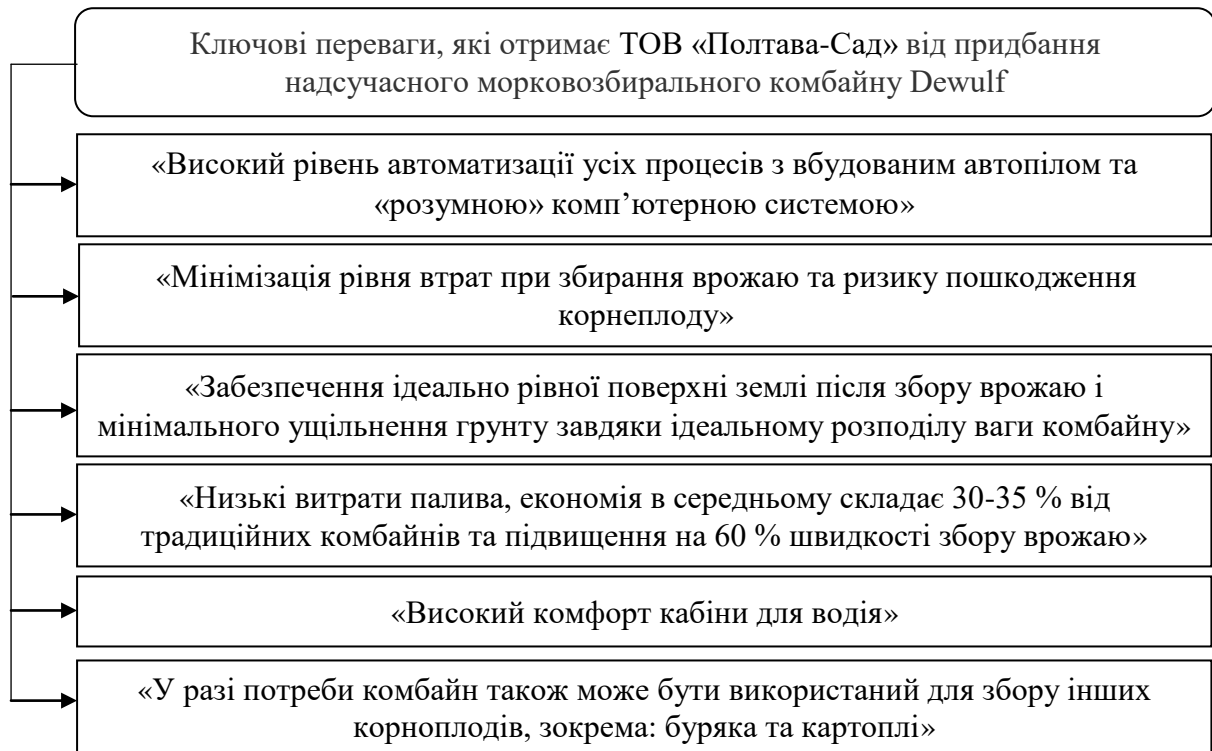 Ключові переваги, які отримає ТОВ «Полтава-Сад» від придбання
надсучасного морковозбирального комбайну Dewulf
«Високий рівень автоматизації усіх процесів з вбудованим автопілом та
«розумною» комп’ютерною системою»
«Мінімізація рівня втрат при збирання врожаю та ризику пошкодження
корнеплоду»
«Забезпечення ідеально рівної поверхні землі після збору врожаю і
мінімального ущільнення грунту завдяки ідеальному розподілу ваги комбайну»
«Низькі витрати палива, економія в середньому складає 30-35 % від
традиційних комбайнів та підвищення на 60 % швидкості збору врожаю»
«Високий комфорт кабіни для водія»
«У разі потреби комбайн також може бути використаний для збору інших
корноплодів, зокрема: буряка та картоплі»